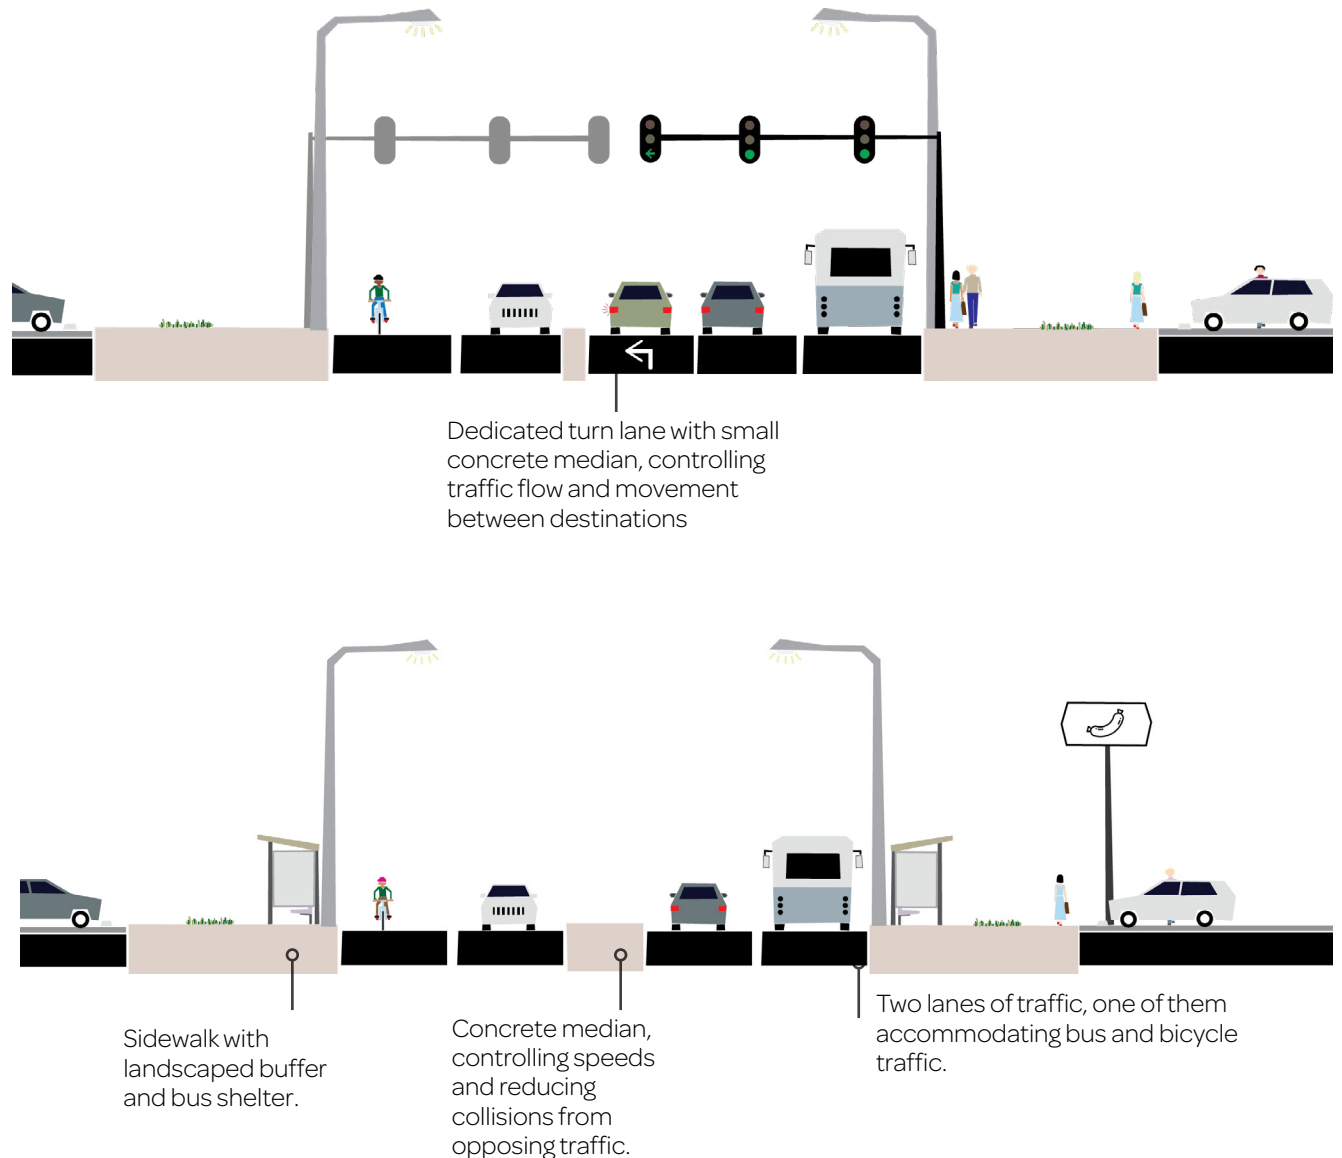 Dedicated turn lane with small
concrete median, controlling
traffic flow and movement
between destinations
Sidewalk with
landscaped buffer
and bus shelter.
Concrete median,
controlling speeds
and reducing
collisions from
opposing traffic.
Two lanes of traffic, one of them
accommodating bus and bicycle
traffic.